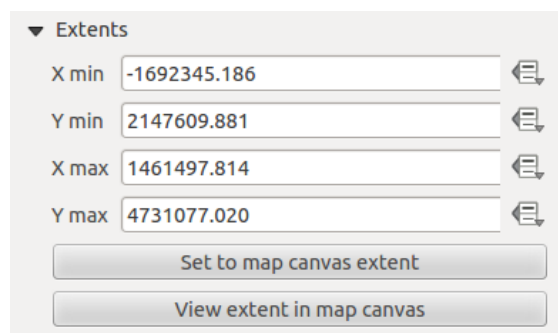 Extents
X min -1692345.186
Y min 2147609.881
X max 1461497.814
Y max 4731077.020
Set to map canvas extent
View extent in map canvas